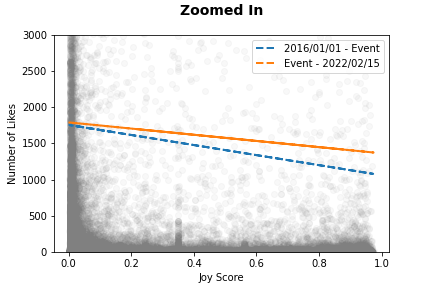 Zoomed In
3000
2500
2000
1500
1000
500
0
Number of Likes
2016/01/01 - Event
Event - 2022/02/15
0.0 0.2 0.4 0.6 0.8 1.0
Joy Score